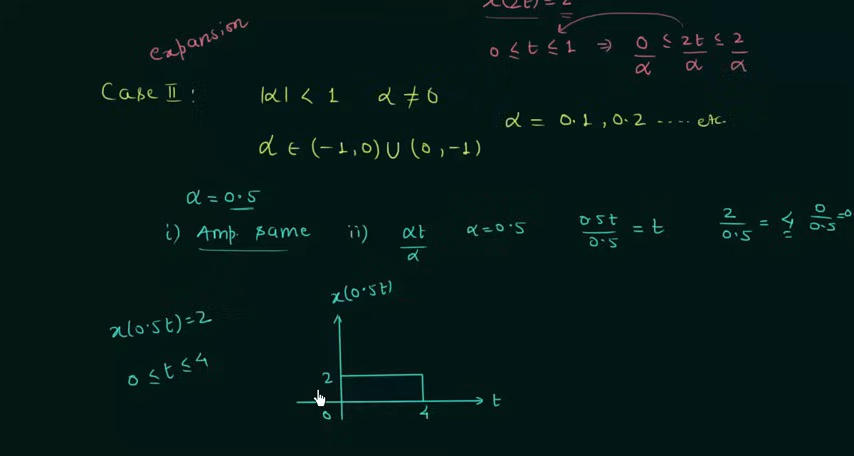 x(2t) = 2
expansion
0 ≤ t ≤ 1 ⇒ 0/α ≤ 2t/α ≤ 2/α
Case II : |α| < 1 α ≠ 0
α = 0.1 , 0.2 ..... etc.
α ∈ (-1, 0) ∪ (0, -1)
α = 0.5
i) Amp. same ii) αt/α α = 0.5 0.5t/0.5 = t 2/0.5 = 4 0/0.5 = 0
x(0.5t)
x(0.5t) = 2
0 ≤ t ≤ 4
2
0 4 t